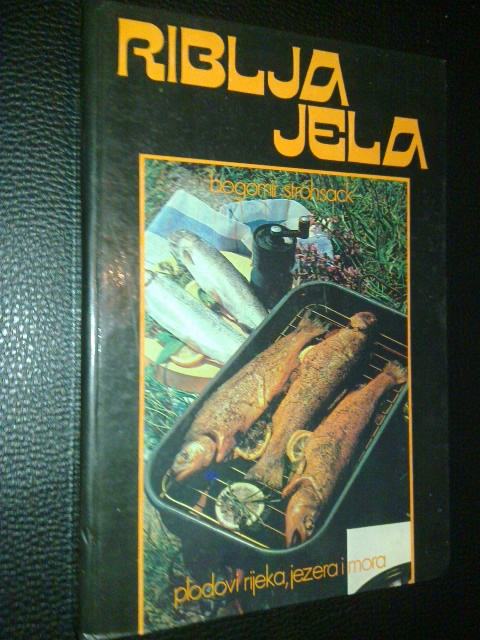 RIBLJA
JELA
bogomir strohsack
plodovi rijeka, jezera i mora